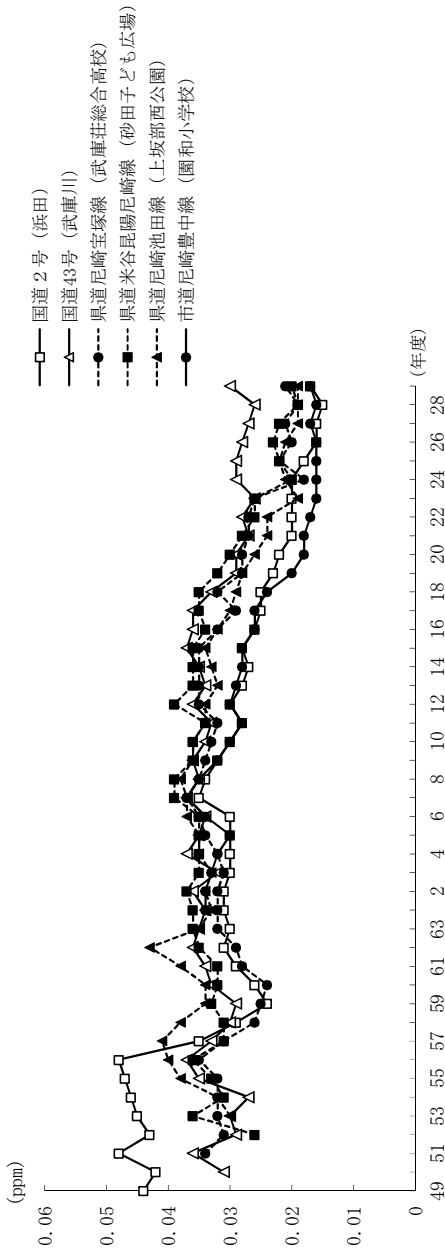 国道２号（浜田）
国道43号（武庫川）
県道尼崎宝塚線（武庫荘総合高校）
県道米谷昆陽尼崎線（砂田子ども広場）
県道尼崎池田線（上坂部西公園）
市道尼崎豊中線（園和小学校）
(ppm)
0.06
0.05
0.04
0.03
0.02
0.01
0
49 51 53 55 57 59 61 63 2 4 6 8 10 12 14 16 18 20 22 24 26 28
(年度)